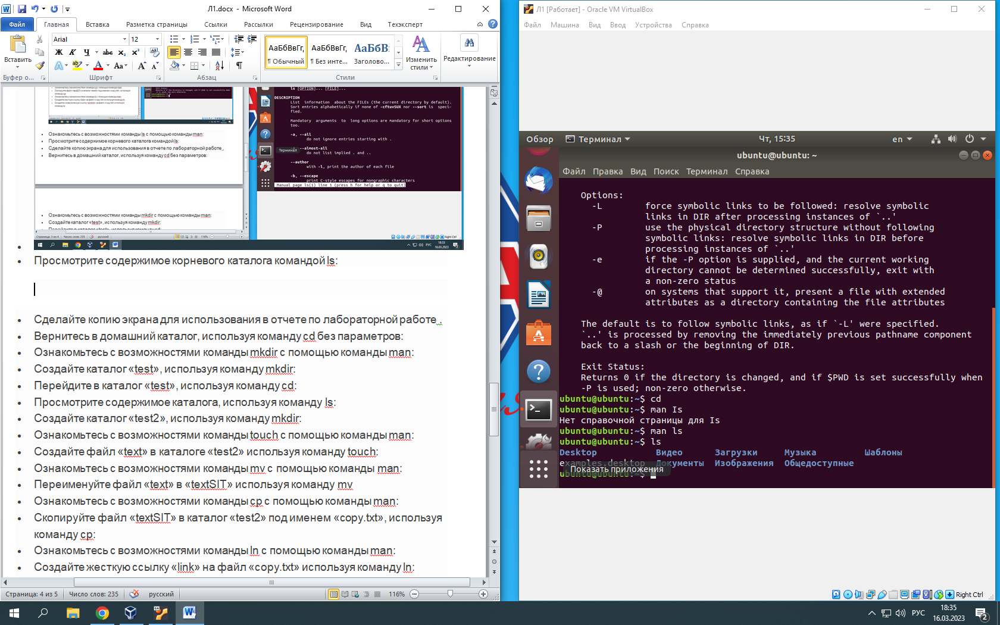 Л1.docx - Microsoft Word
Файл Главная Вставка Разметка страницы Ссылки Рассылки Рецензирование Вид Техэксперт
Вставить
Arial 12
Ж К Ч abc x₂ x²
АаБбВвГг, АаБбВвГг, АаБбВ
¶ Обычный ¶ Без инте... Заголово...
Изменить стили
Редактирование
Буфер о... Шрифт Абзац Стили
Ознакомьтесь с возможностями команды ls с помощью команды man:
Просмотрите содержимое корневого каталога командой ls:
Сделайте копию экрана для использования в отчете по лабораторной работе .
Вернитесь в домашний каталог, используя команду cd без параметров:
Ознакомьтесь с возможностями команды mkdir с помощью команды man:
Создайте каталог «test», используя команду mkdir:
Перейдите в каталог «test», используя команду cd:
ls [OPTION]... [FILE]...
DESCRIPTION
List information about the FILEs (the current directory by default).
Sort entries alphabetically if none of -cftuvSUX nor --sort is speci-
fied.
Mandatory arguments to long options are mandatory for short options
too.
-a, --all
do not ignore entries starting with .
--almost-all
Терминал
do not list implied . and ..
--author
with -l, print the author of each file
-b, --escape
print C-style escapes for nongraphic characters
Manual page ls(1) line 1 (press h for help or q to quit)
Просмотрите содержимое корневого каталога командой ls:
Сделайте копию экрана для использования в отчете по лабораторной работе .
Вернитесь в домашний каталог, используя команду cd без параметров:
Ознакомьтесь с возможностями команды mkdir с помощью команды man:
Создайте каталог «test», используя команду mkdir:
Перейдите в каталог «test», используя команду cd:
Просмотрите содержимое каталога, используя команду ls:
Создайте каталог «test2», используя команду mkdir:
Ознакомьтесь с возможностями команды touch с помощью команды man:
Создайте файл «text» в каталоге «test2» используя команду touch:
Ознакомьтесь с возможностями команды mv с помощью команды man:
Переименуйте файл «text» в «textSIT» используя команду mv
Ознакомьтесь с возможностями команды cp с помощью команды man:
Скопируйте файл «textSIT» в каталог «test2» под именем «copy.txt», используя
команду cp:
Ознакомьтесь с возможностями команды ln с помощью команды man:
Создайте жесткую ссылку «link» на файл «copy.txt» используя команду ln:
Страница: 4 из 5 Число слов: 235 русский 116%
Л1 [Работает] - Oracle VM VirtualBox
Файл Машина Вид Ввод Устройства Справка
Обзор Терминал Чт, 15:35 en
ubuntu@ubuntu: ~
Файл Правка Вид Поиск Терминал Справка
Options:
-L force symbolic links to be followed: resolve symbolic
links in DIR after processing instances of `..'
-P use the physical directory structure without following
symbolic links: resolve symbolic links in DIR before
processing instances of `..'
-e if the -P option is supplied, and the current working
directory cannot be determined successfully, exit with
a non-zero status
-@ on systems that support it, present a file with extended
attributes as a directory containing the file attributes
The default is to follow symbolic links, as if `-L' were specified.
`..' is processed by removing the immediately previous pathname component
back to a slash or the beginning of DIR.
Exit Status:
Returns 0 if the directory is changed, and if $PWD is set successfully when
-P is used; non-zero otherwise.
ubuntu@ubuntu:~$ cd
ubuntu@ubuntu:~$ man Is
Нет справочной страницы для Is
ubuntu@ubuntu:~$ man ls
ubuntu@ubuntu:~$ ls
Desktop Видео Загрузки Музыка Шаблоны
examples.desktop Документы Изображения Общедоступные
ubuntu@ubuntu:~$
Показать приложения
Right Ctrl
РУС 18:35
16.03.2023
2